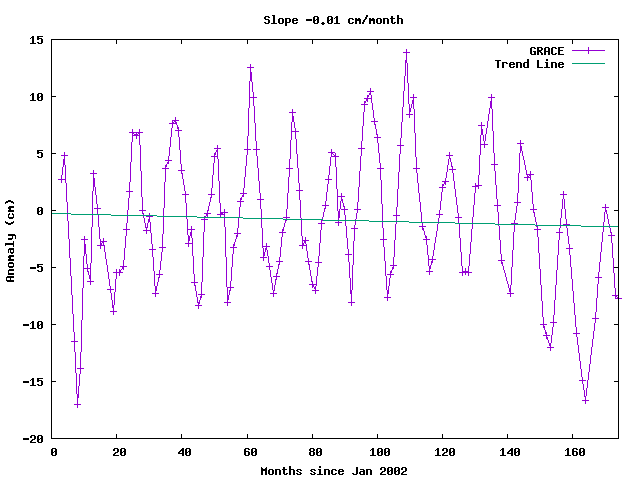 Slope -0.01 cm/month
GRACE
Trend Line
15
10
5
0
-5
-10
-15
-20
Anomaly (cm)
0 20 40 60 80 100 120 140 160
Months since Jan 2002